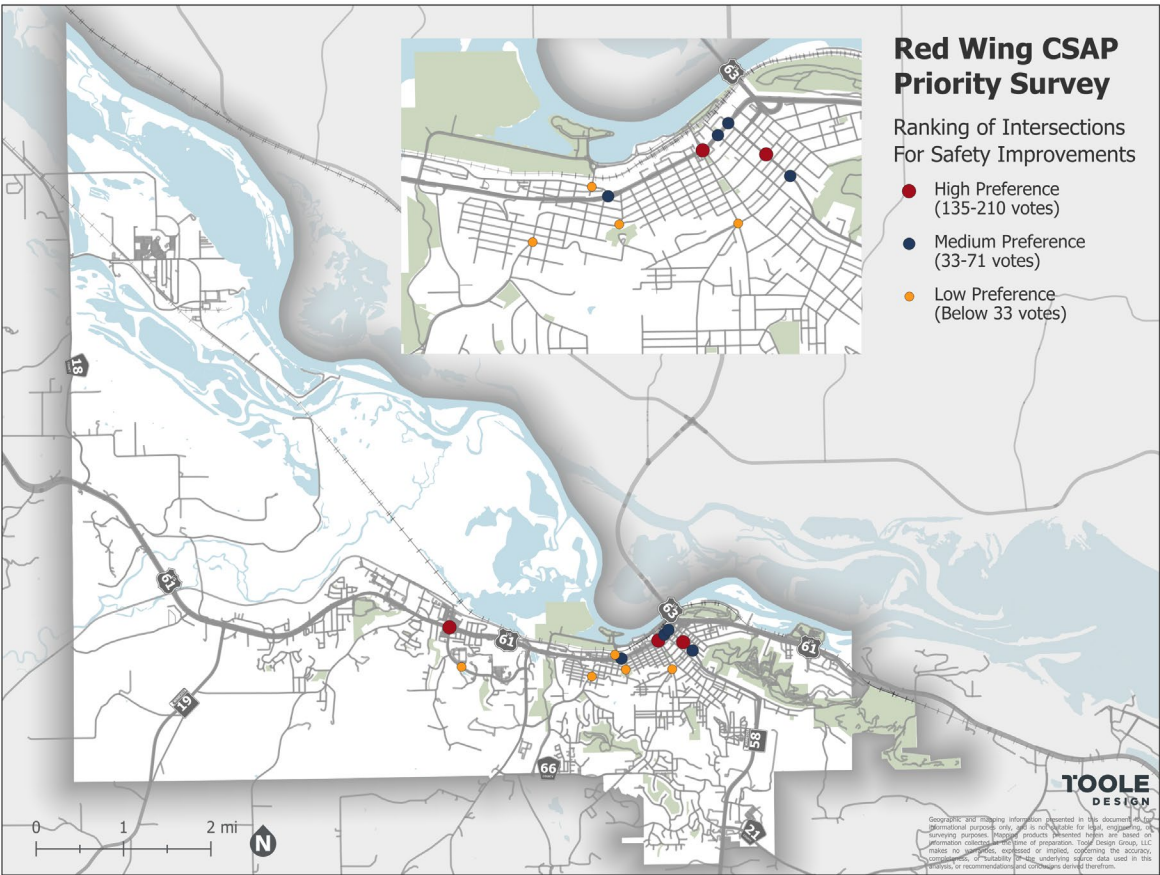 Red Wing CSAP
Priority Survey
Ranking of Intersections
For Safety Improvements
High Preference
(135-210 votes)
Medium Preference
(33-71 votes)
Low Preference
(Below 33 votes)
63
18
61
61
63
61
19
58
66
21
0 1 2 mi
N
TOOLE
DESIGN
Geographic and mapping information presented in this document is for
informational purposes only, and is not suitable for legal, engineering, or
surveying purposes. Mapping products presented herein are based on
information collected at the time of preparation. Toole Design Group, LLC
makes no warranties, expressed or implied, concerning the accuracy,
completeness, or suitability of the underlying source data used in this
analysis, or recommendations and conclusions derived therefrom.